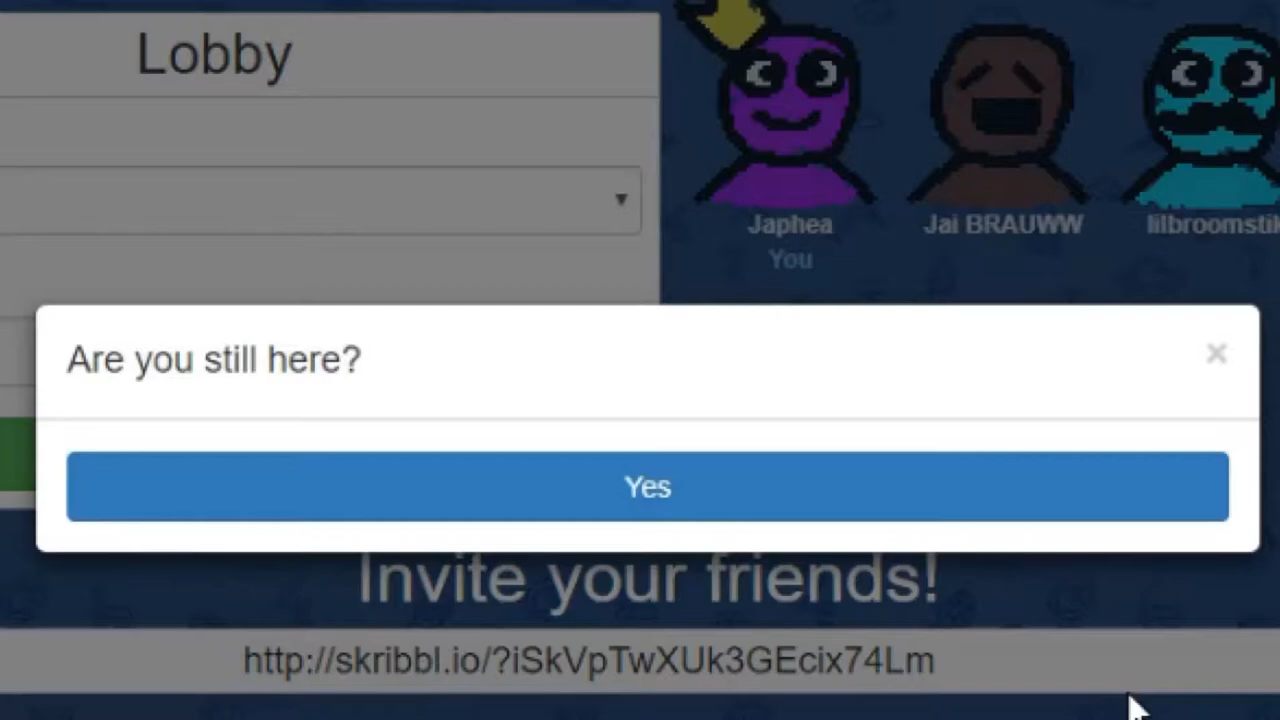 Lobby
Japhea
You
Jai BRAUWW
lilbroomsti
Are you still here?
×
Yes
Invite your friends!
http://skribbl.io/?iSkVpTwXUk3GEcix74Lm